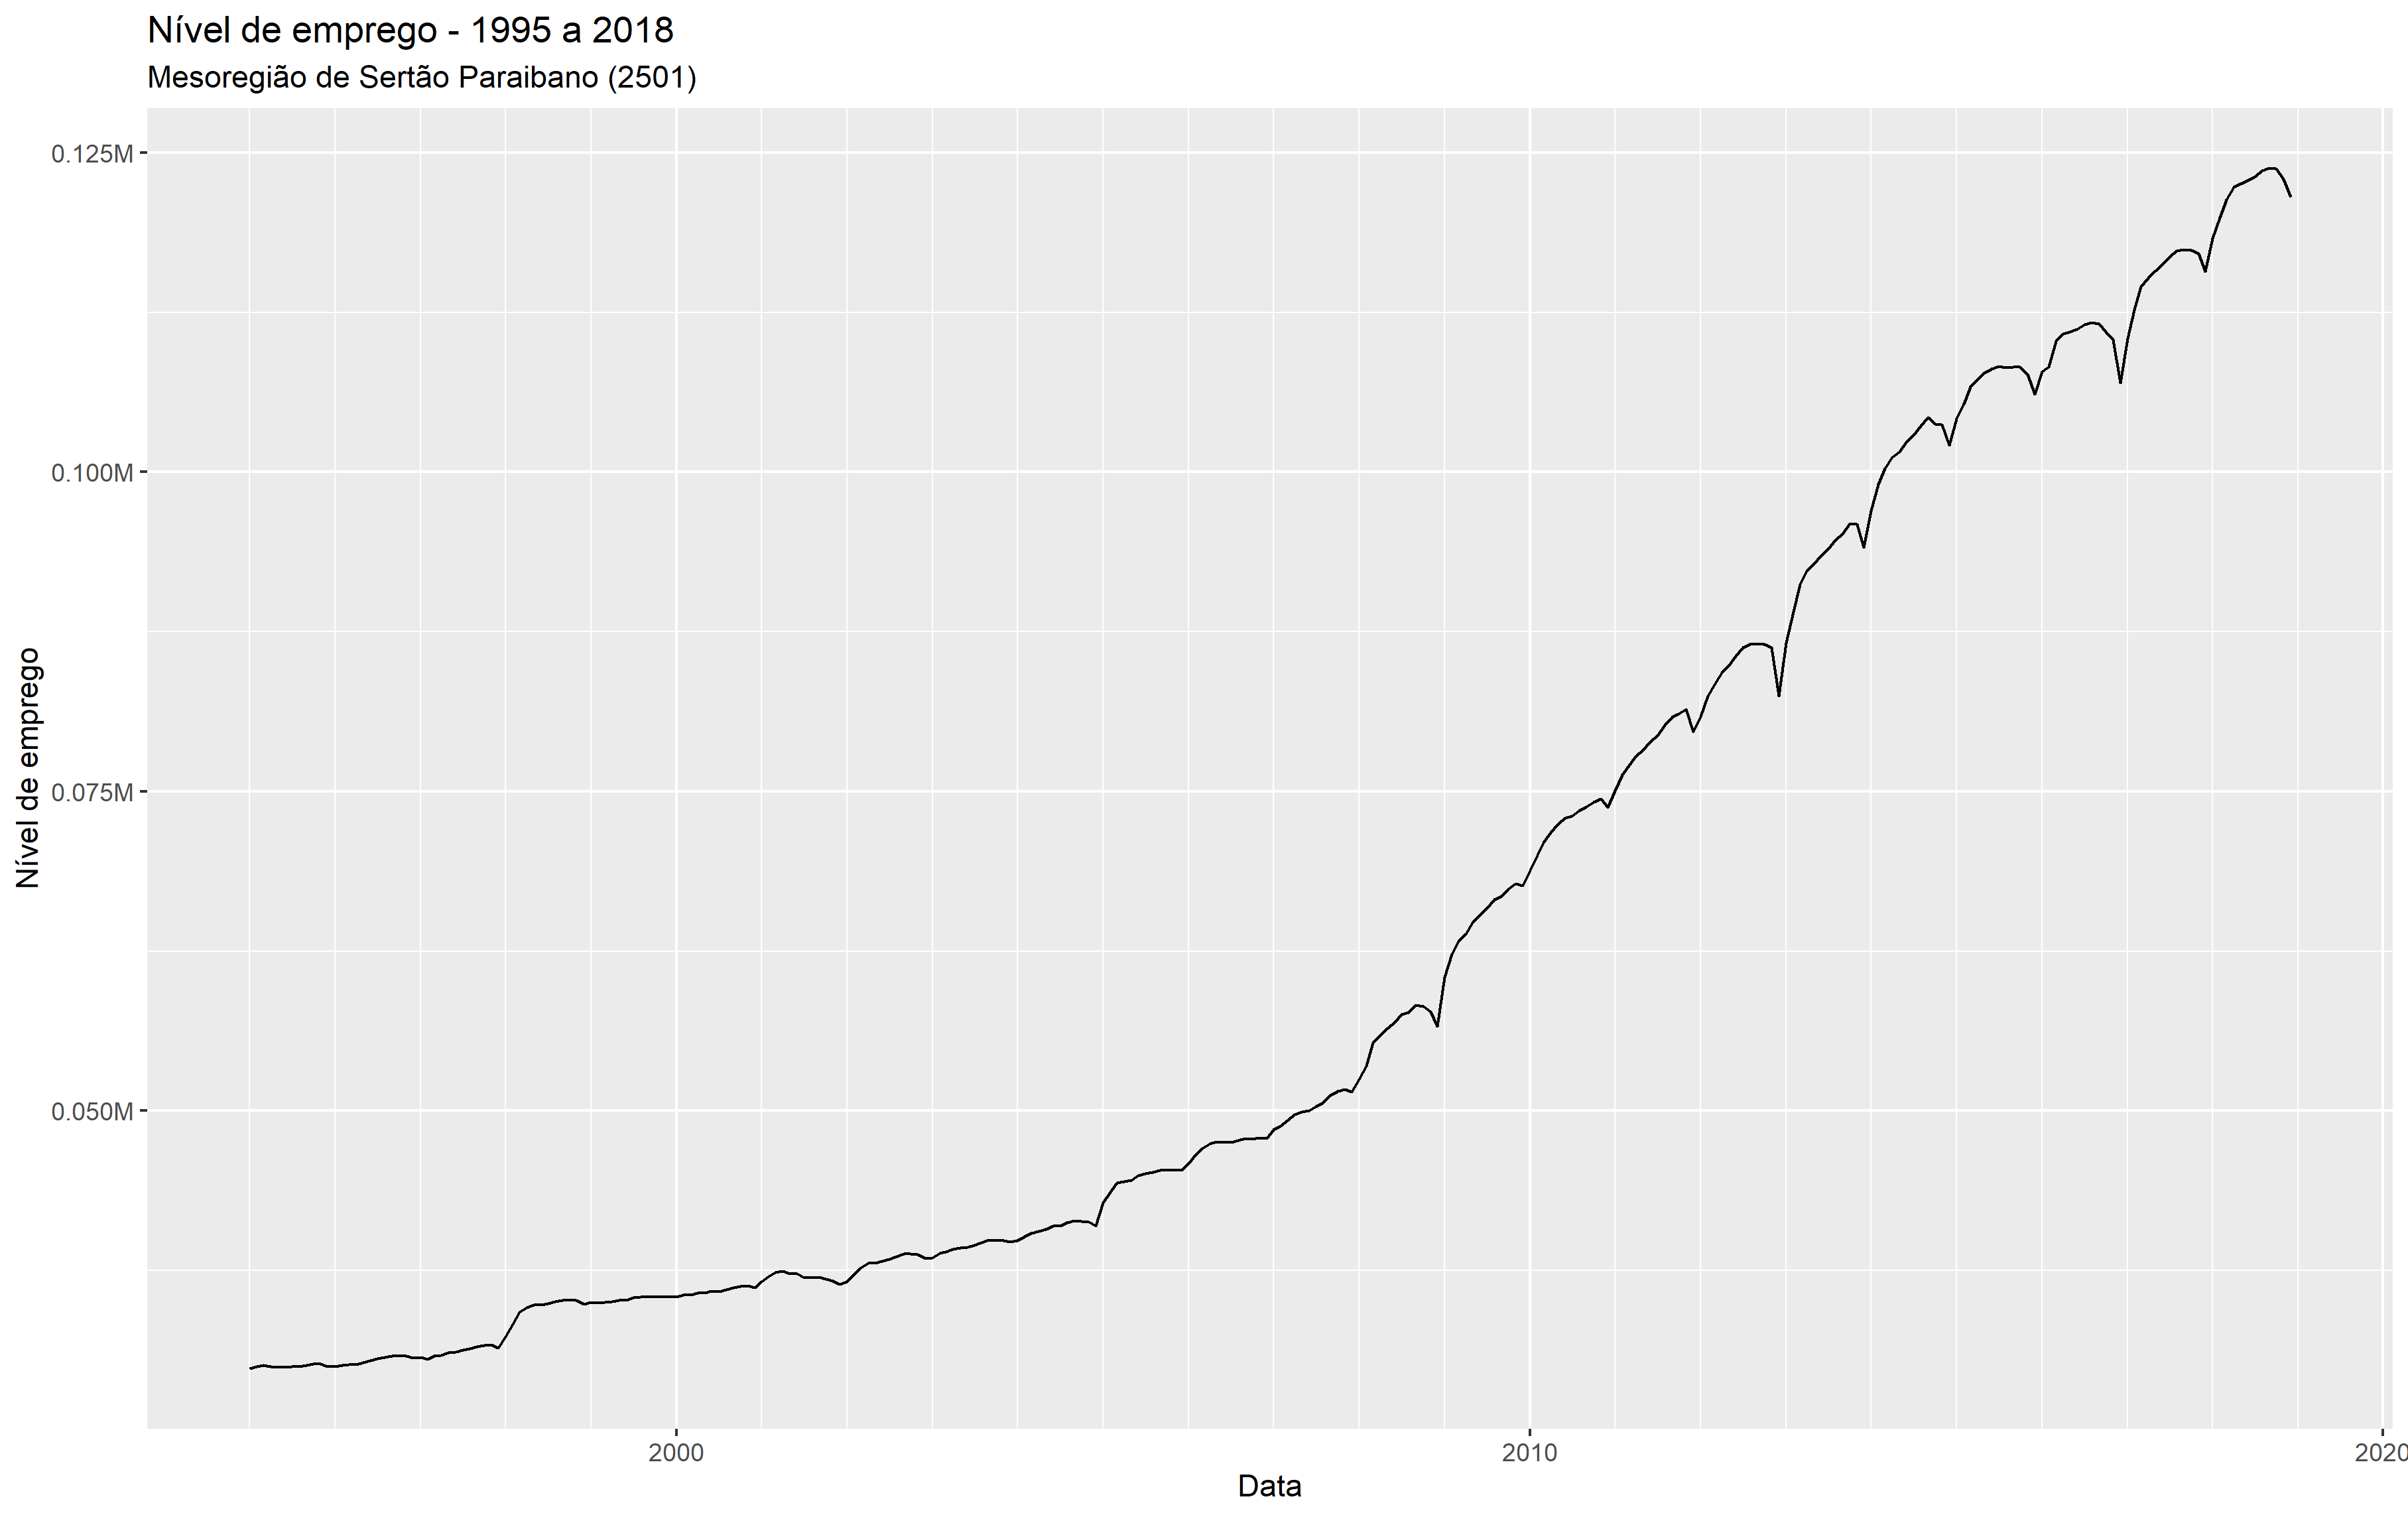 Nível de emprego - 1995 a 2018
Mesoregião de Sertão Paraibano (2501)
0.125M
0.100M
0.075M
0.050M
Nível de emprego
2000
2010
2020
Data